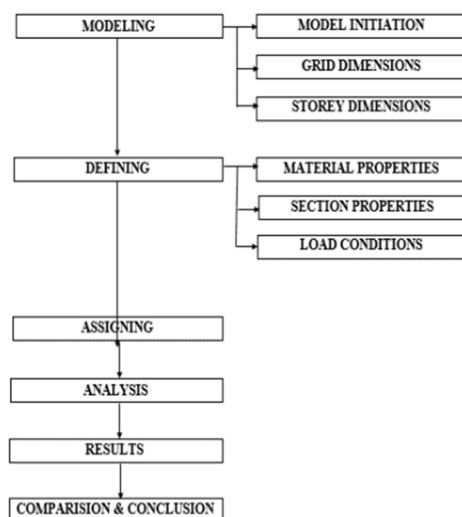 MODELING
MODEL INITIATION
GRID DIMENSIONS
STOREY DIMENSIONS
DEFINING
MATERIAL PROPERTIES
SECTION PROPERTIES
LOAD CONDITIONS
ASSIGNING
ANALYSIS
RESULTS
COMPARISION & CONCLUSION